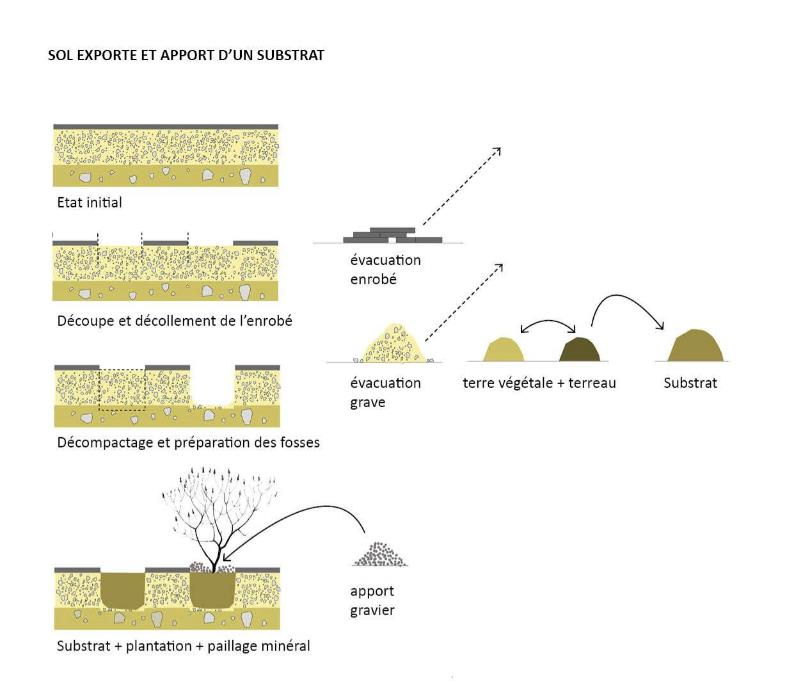 SOL EXPORTE ET APPORT D'UN SUBSTRAT
Etat initial
évacuation
enrobé
Découpe et décollement de l'enrobé
évacuation
grave
terre végétale + terreau
Substrat
Décompactage et préparation des fosses
apport
gravier
Substrat + plantation + paillage minéral